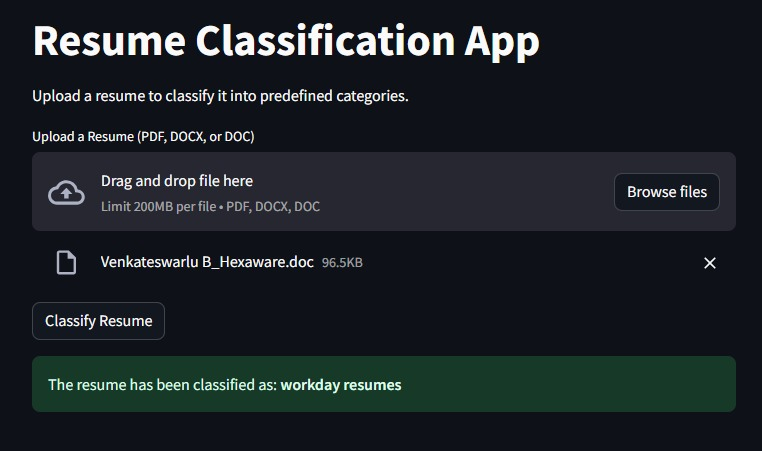 Resume Classification App
Upload a resume to classify it into predefined categories.
Upload a Resume (PDF, DOCX, or DOC)
Drag and drop file here
Limit 200MB per file • PDF, DOCX, DOC
Browse files
Venkateswarlu B_Hexaware.doc 96.5KB
Classify Resume
The resume has been classified as: workday resumes